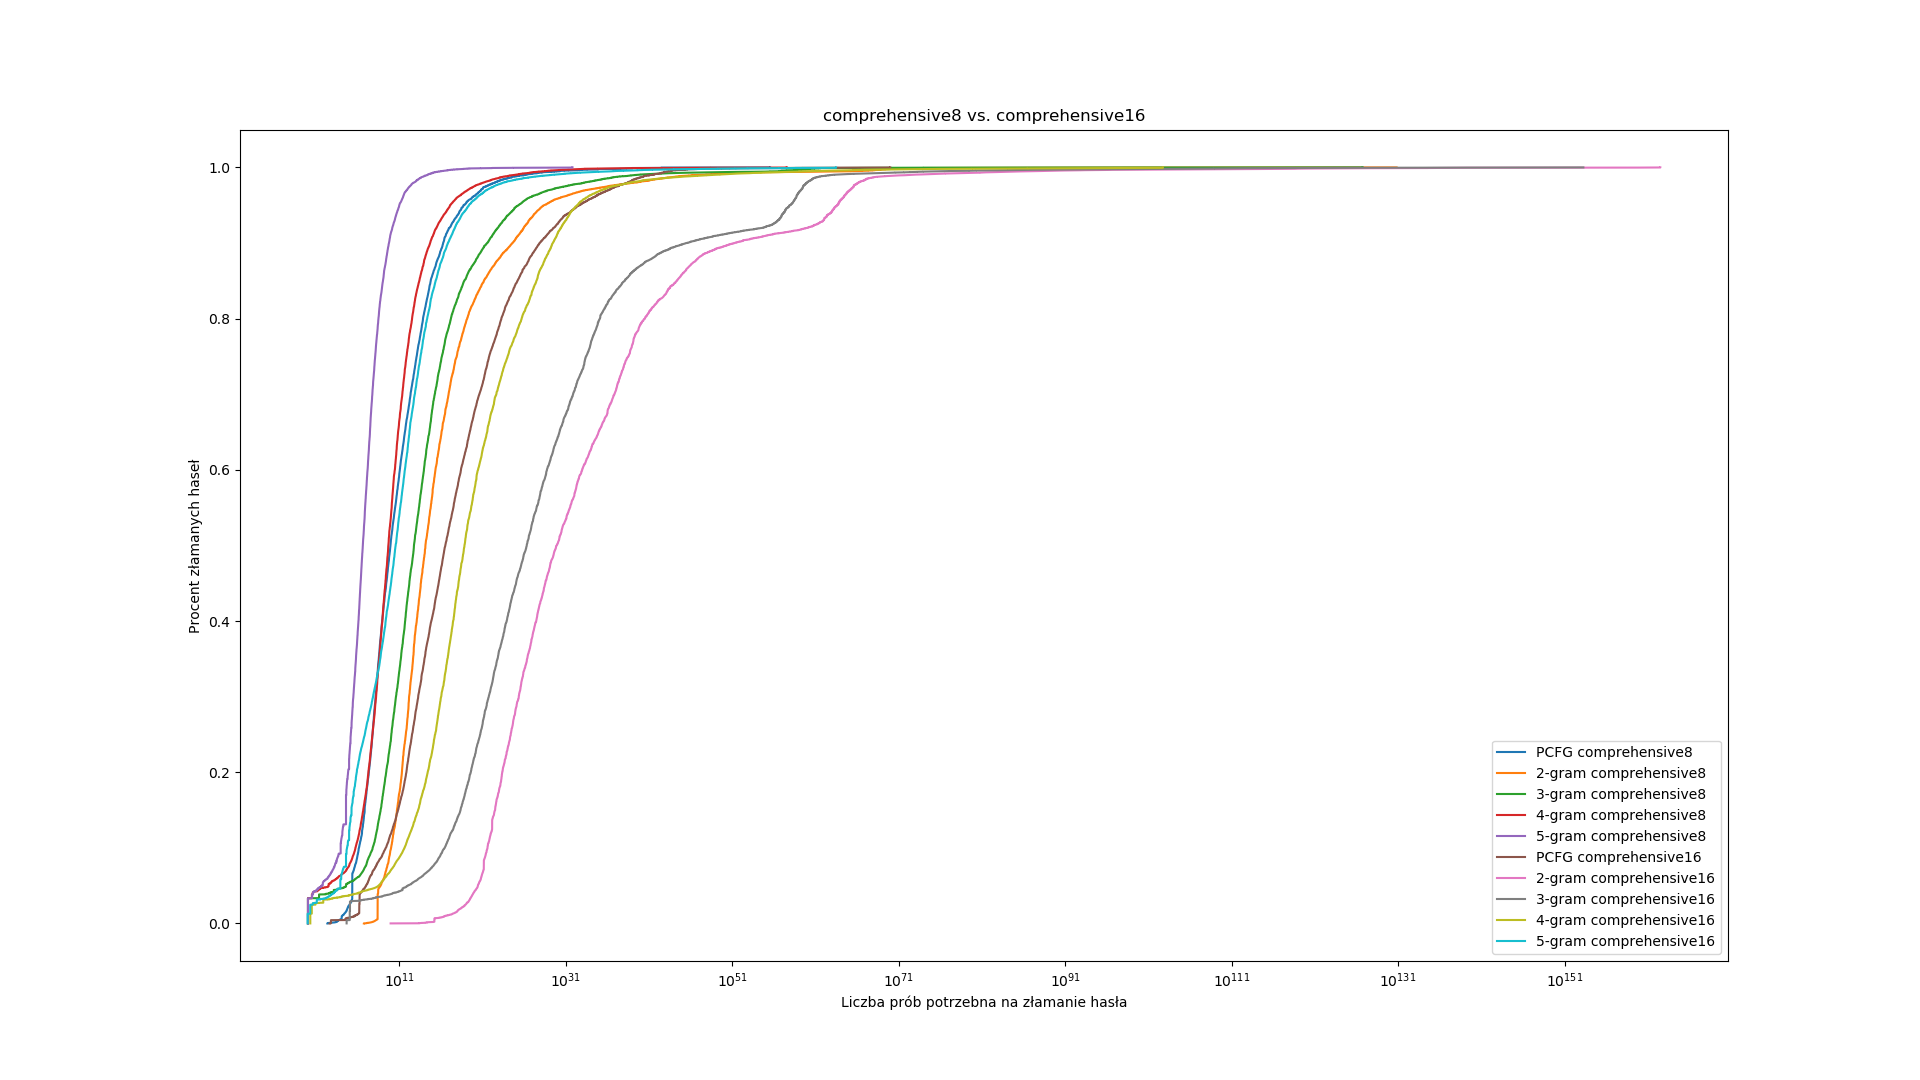 comprehensive8 vs. comprehensive16
1.0
0.8
0.6
0.4
0.2
0.0
Procent złamanych haseł
10^11
10^31
10^51
10^71
10^91
10^111
10^131
10^151
Liczba prób potrzebna na złamanie hasła
PCFG comprehensive8
2-gram comprehensive8
3-gram comprehensive8
4-gram comprehensive8
5-gram comprehensive8
PCFG comprehensive16
2-gram comprehensive16
3-gram comprehensive16
4-gram comprehensive16
5-gram comprehensive16